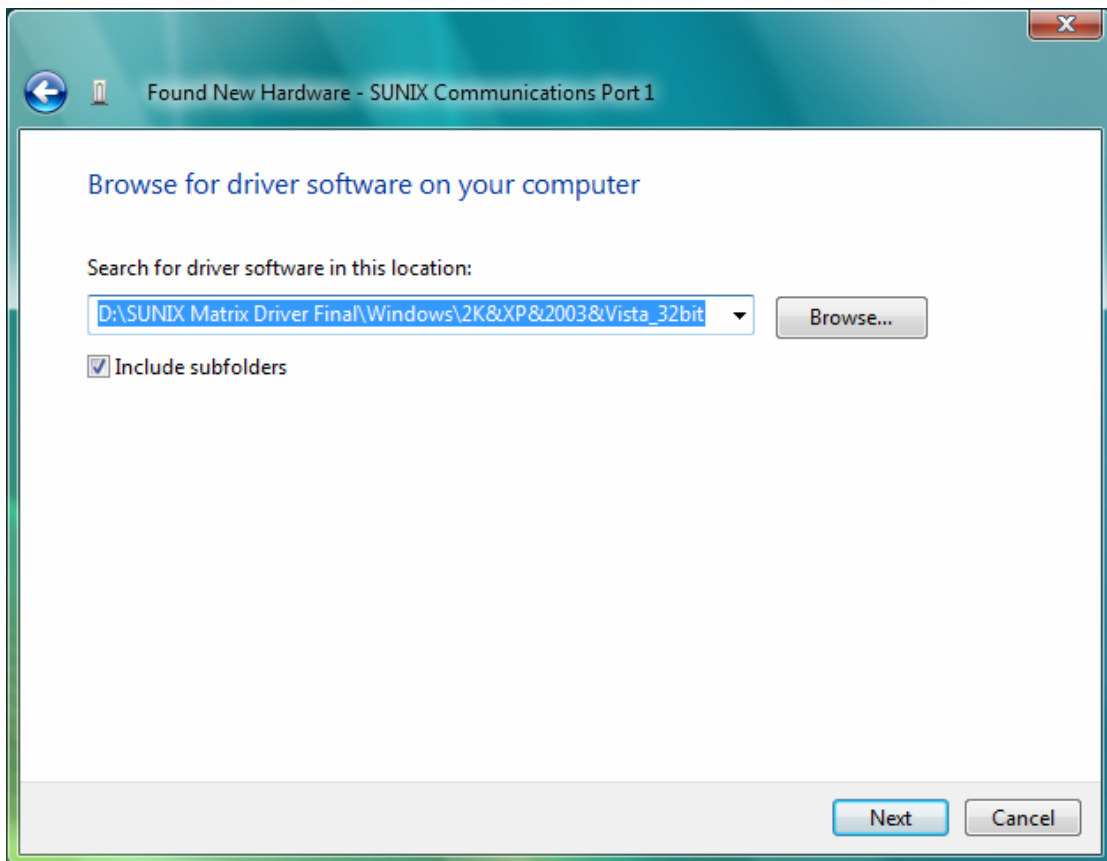 Found New Hardware - SUNIX Communications Port 1
Browse for driver software on your computer
Search for driver software in this location:
D:\SUNIX Matrix Driver Final\Windows\2K&XP&2003&Vista_32bit
Browse...
Include subfolders
Next
Cancel